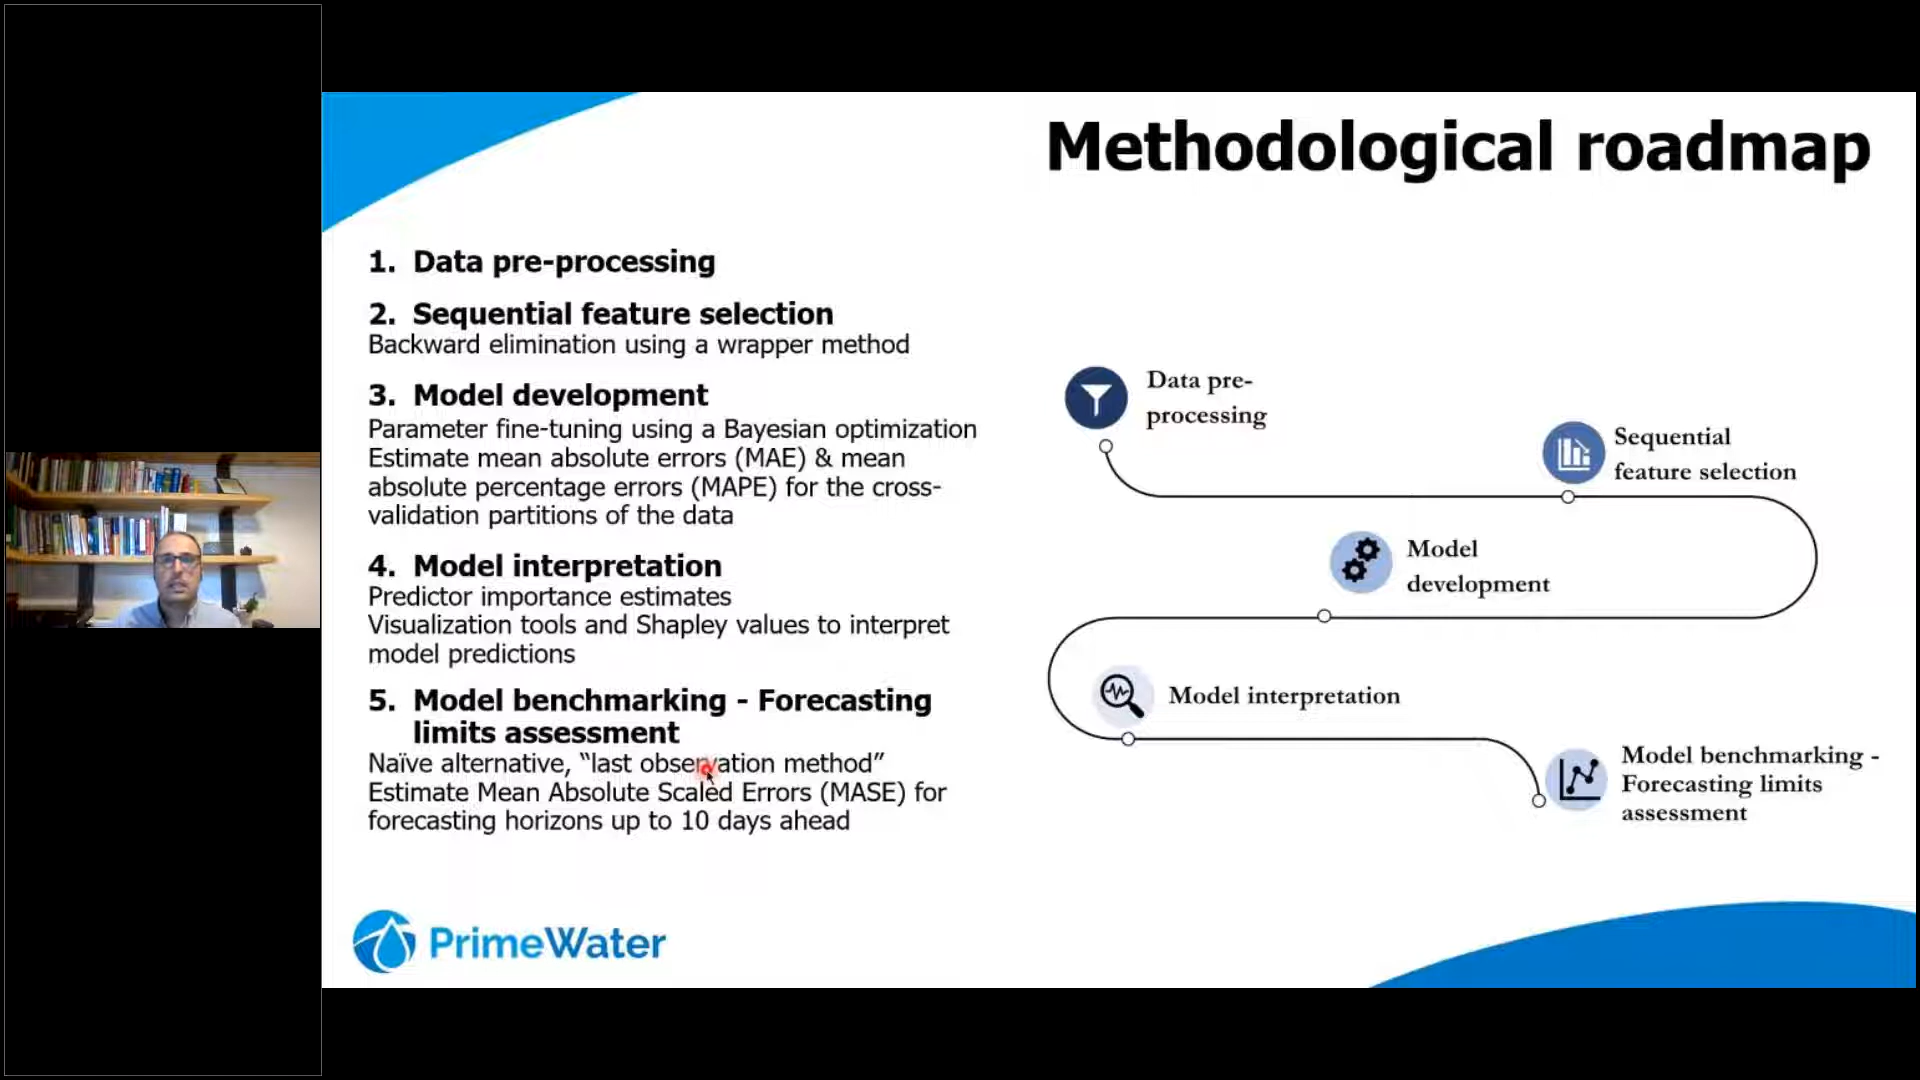 Methodological roadmap
1. Data pre-processing
2. Sequential feature selection
Backward elimination using a wrapper method
3. Model development
Parameter fine-tuning using a Bayesian optimization
Estimate mean absolute errors (MAE) & mean
absolute percentage errors (MAPE) for the cross-
validation partitions of the data
4. Model interpretation
Predictor importance estimates
Visualization tools and Shapley values to interpret
model predictions
5. Model benchmarking - Forecasting
limits assessment
Naïve alternative, “last observation method”
Estimate Mean Absolute Scaled Errors (MASE) for
forecasting horizons up to 10 days ahead
Data pre-
processing
Sequential
feature selection
Model
development
Model interpretation
Model benchmarking -
Forecasting limits
assessment
PrimeWater